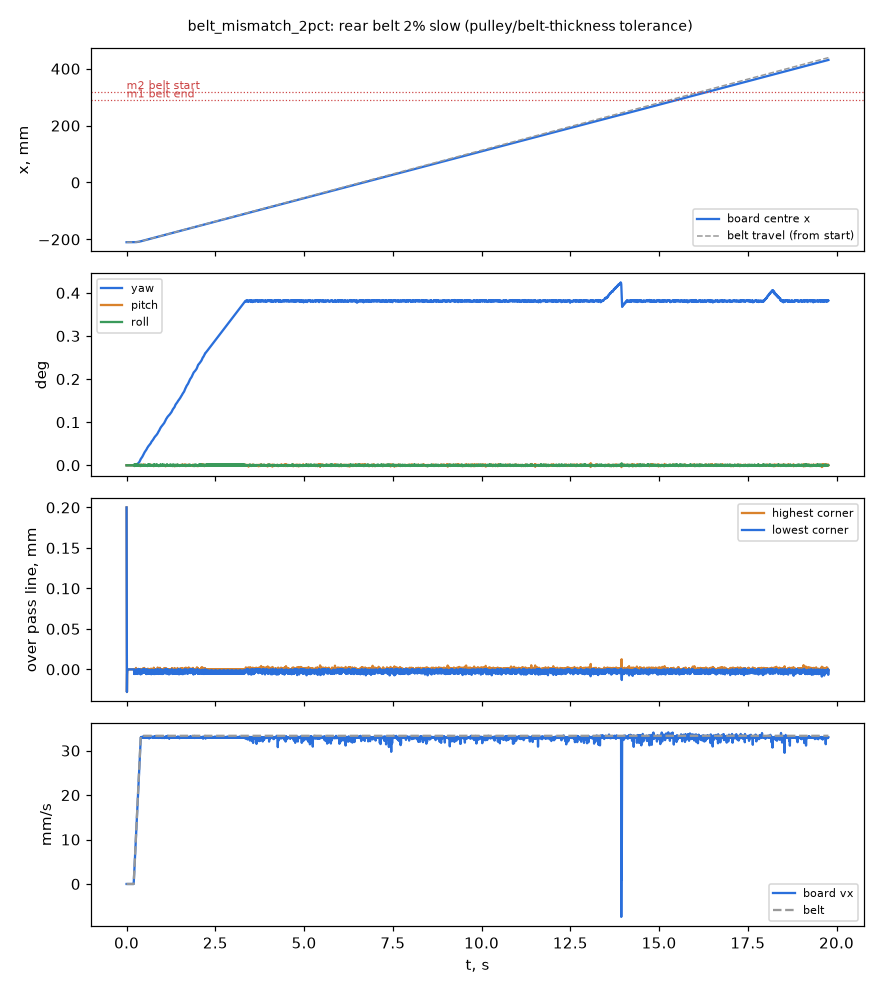 belt_mismatch_2pct: rear belt 2% slow (pulley/belt-thickness tolerance)
400
200
0
−200
x, mm
m2 belt start
m1 belt end
board centre x
belt travel (from start)
0.4
0.3
0.2
0.1
0.0
deg
yaw
pitch
roll
0.20
0.15
0.10
0.05
0.00
over pass line, mm
highest corner
lowest corner
30
20
10
0
mm/s
board vx
belt
0.0 2.5 5.0 7.5 10.0 12.5 15.0 17.5 20.0
t, s